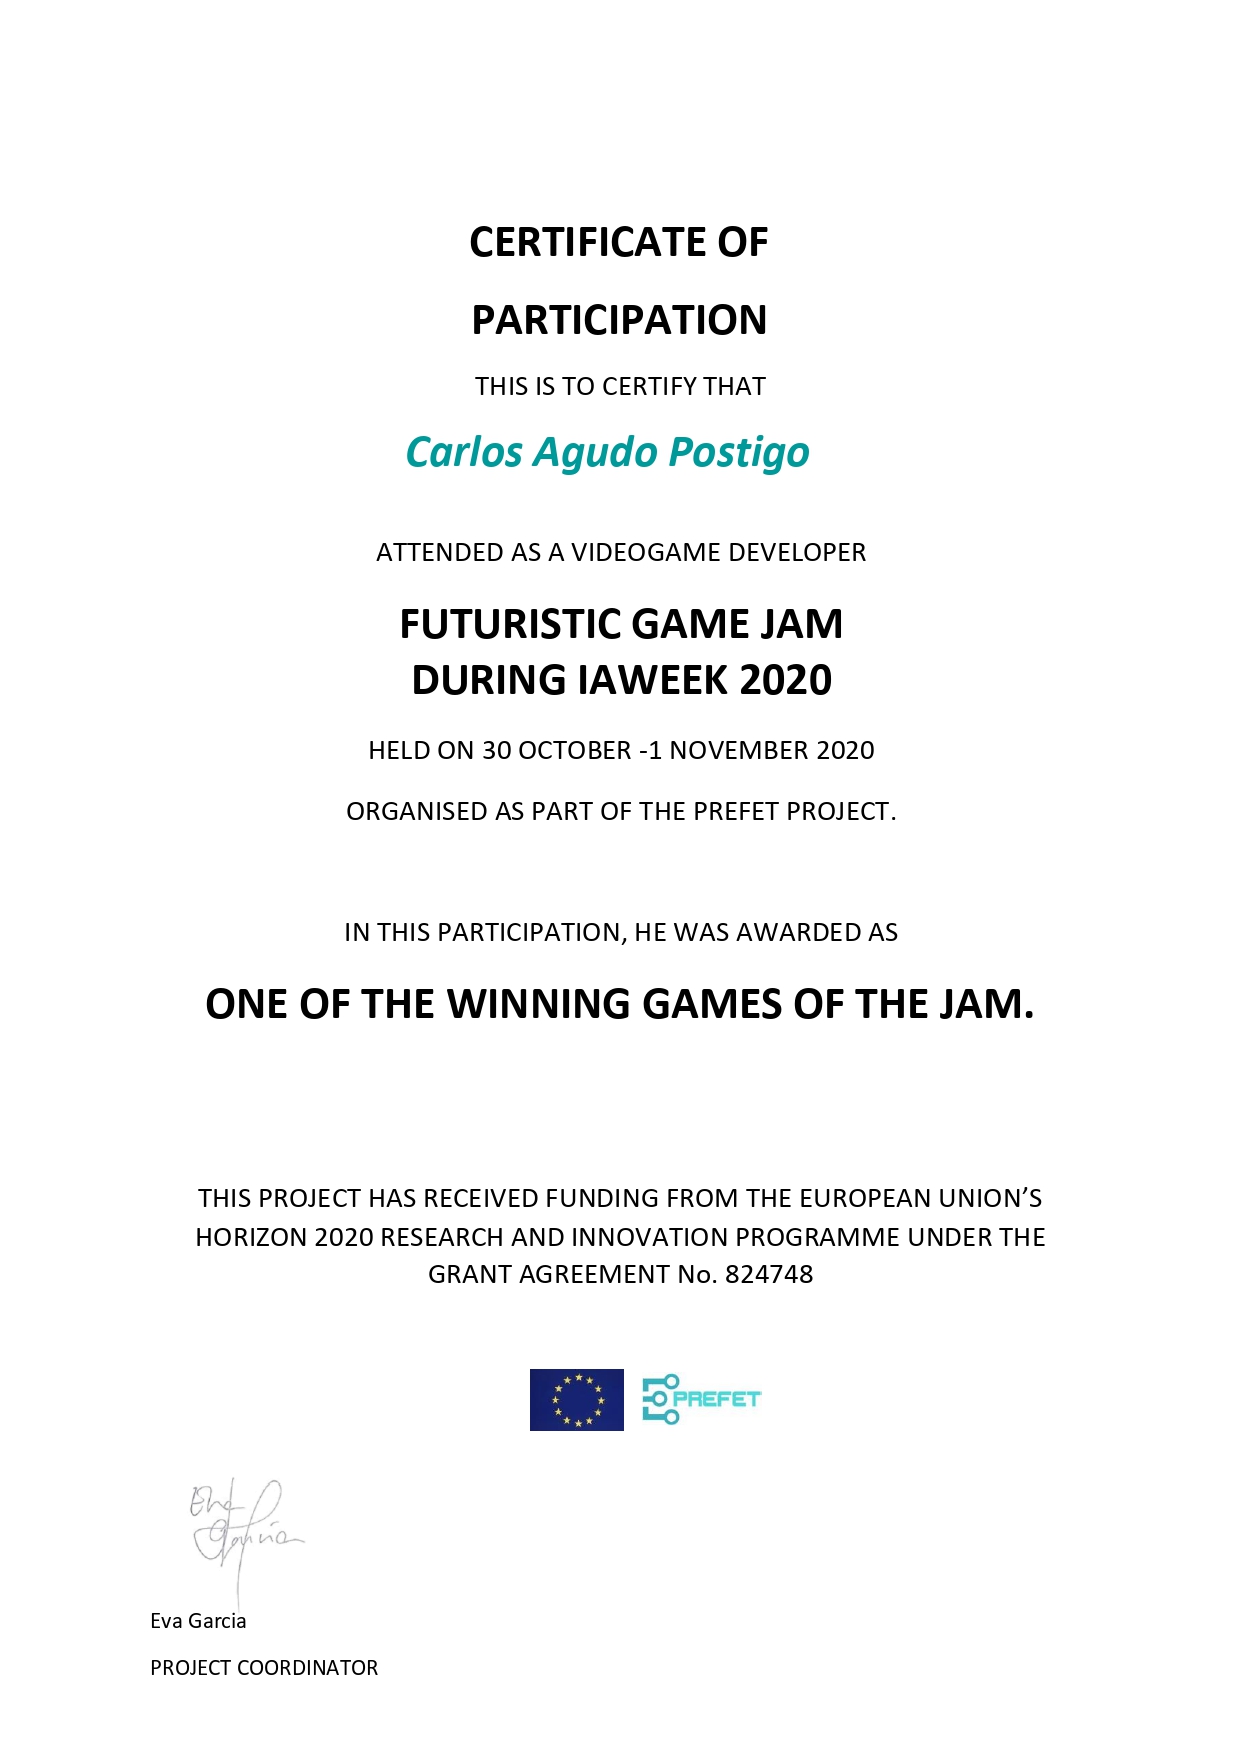 CERTIFICATE OF
PARTICIPATION
THIS IS TO CERTIFY THAT
Carlos Agudo Postigo
ATTENDED AS A VIDEOGAME DEVELOPER
FUTURISTIC GAME JAM
DURING IAWEEK 2020
HELD ON 30 OCTOBER -1 NOVEMBER 2020
ORGANISED AS PART OF THE PREFET PROJECT.
IN THIS PARTICIPATION, HE WAS AWARDED AS
ONE OF THE WINNING GAMES OF THE JAM.
THIS PROJECT HAS RECEIVED FUNDING FROM THE EUROPEAN UNION’S
HORIZON 2020 RESEARCH AND INNOVATION PROGRAMME UNDER THE
GRANT AGREEMENT No. 824748
PREFET
Eva Garcia
PROJECT COORDINATOR